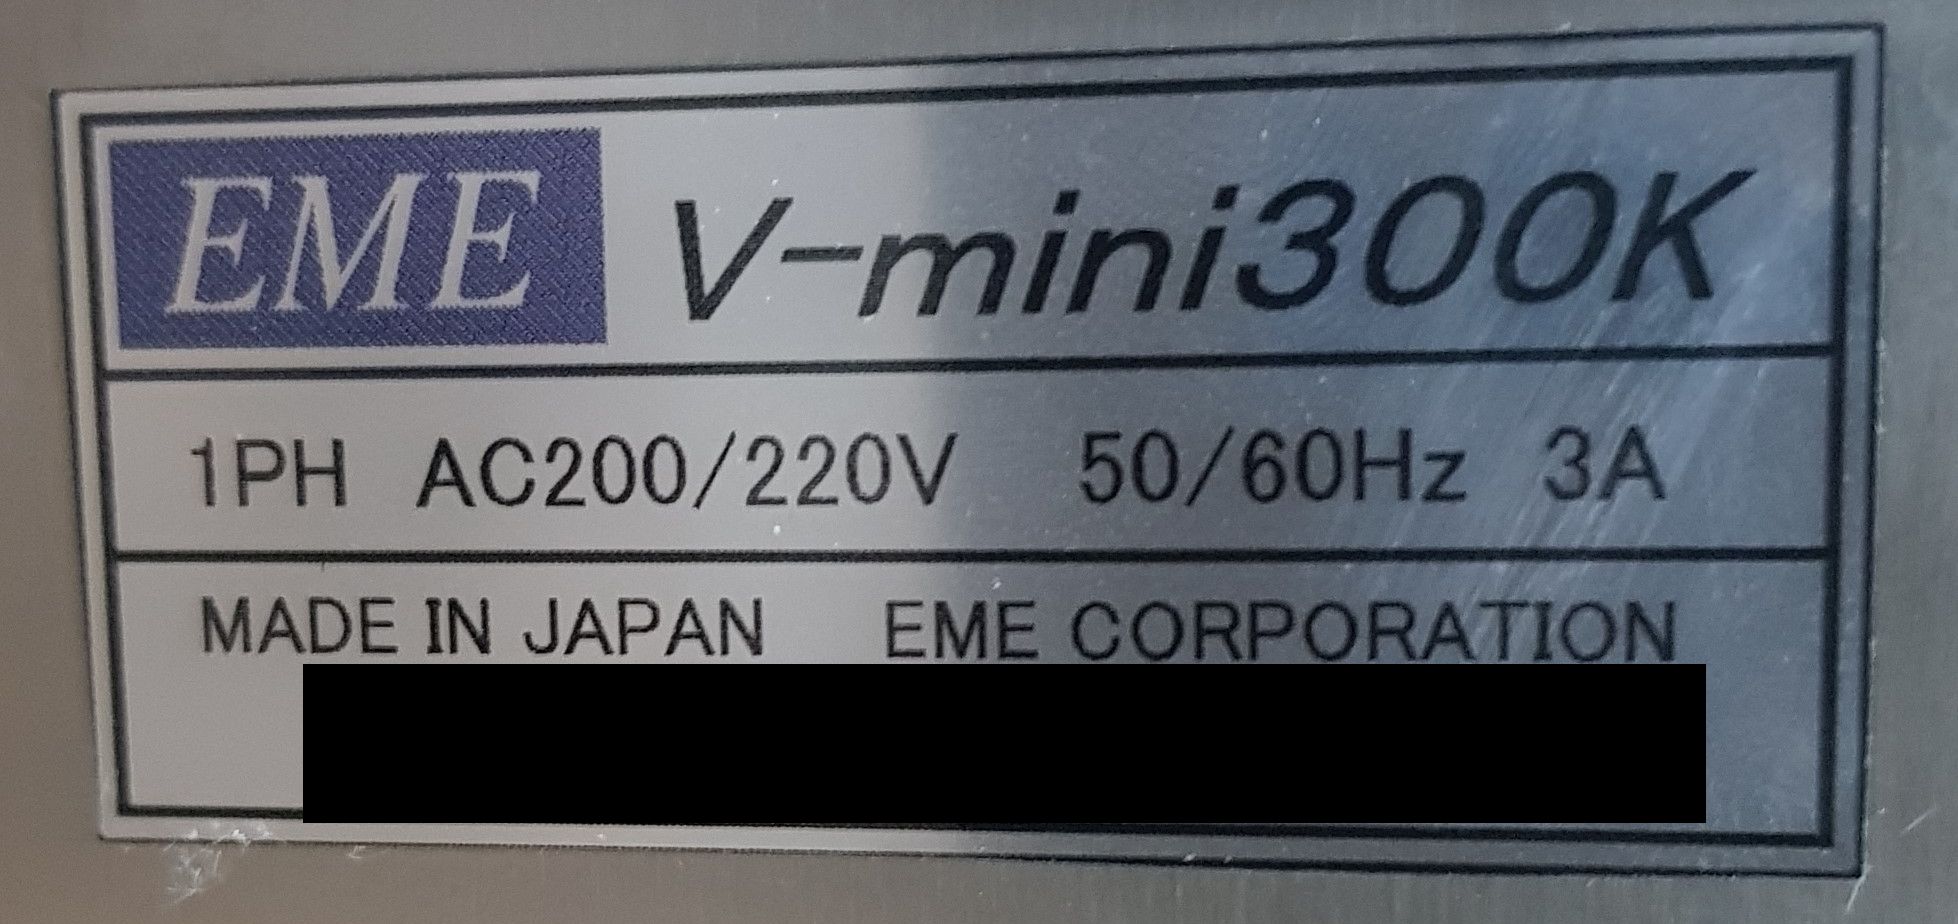 EME V-mini300K
1PH AC200/220V 50/60Hz 3A
MADE IN JAPAN EME CORPORATION